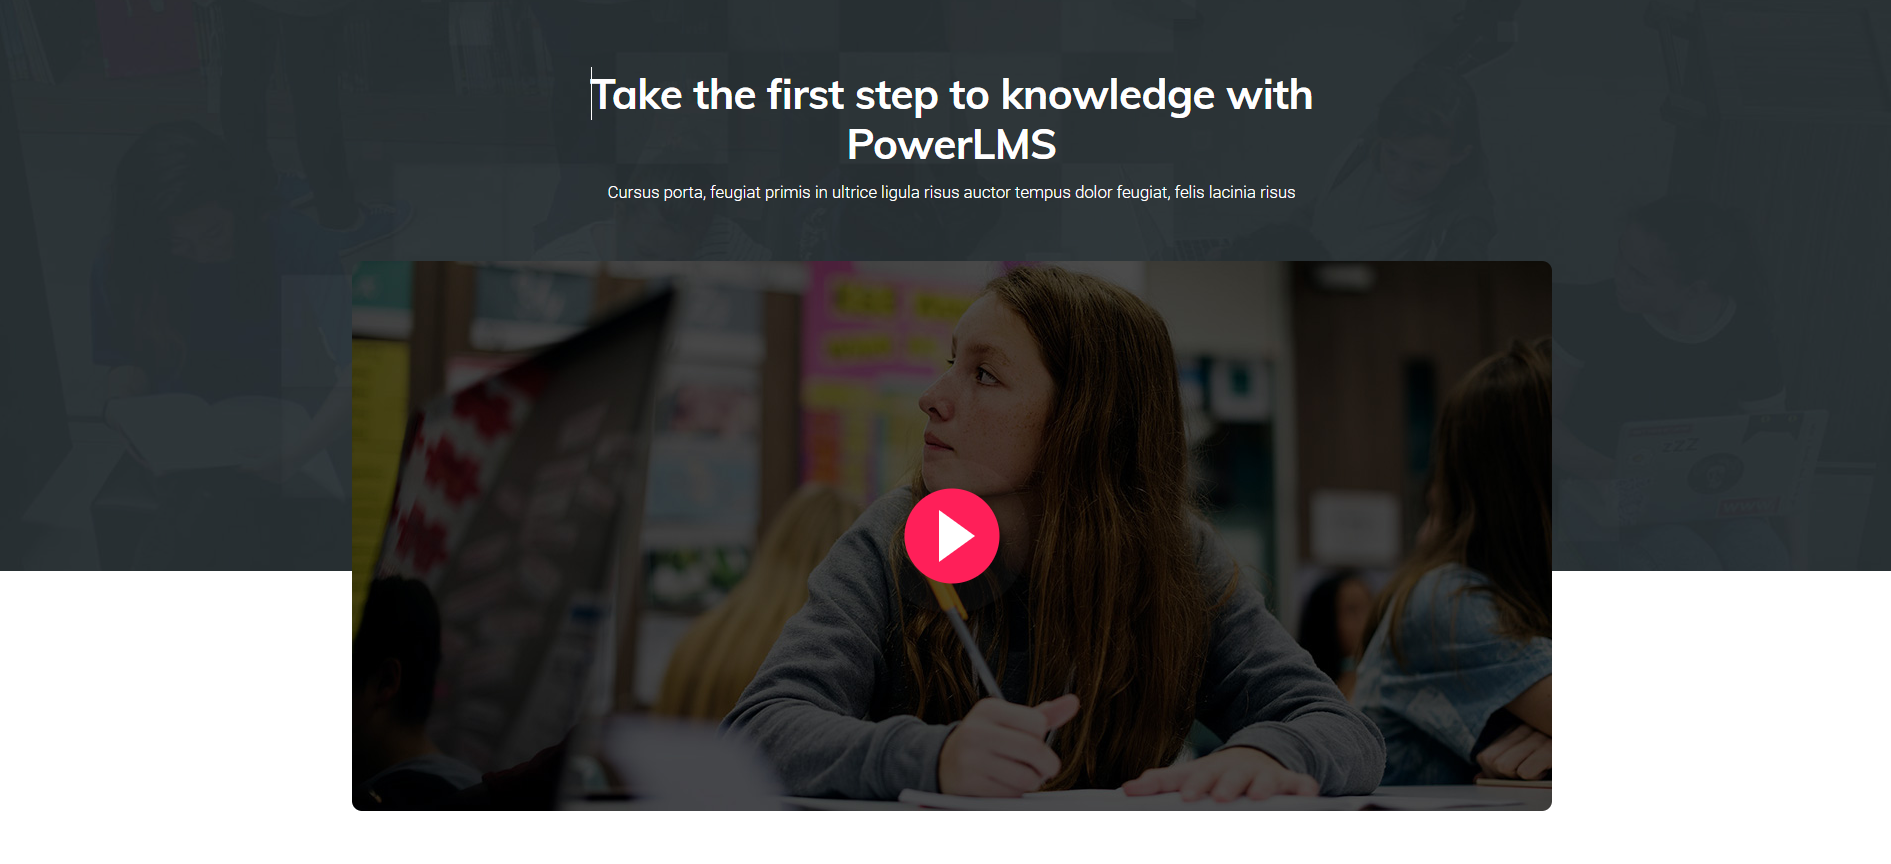 Take the first step to knowledge with
PowerLMS
Cursus porta, feugiat primis in ultrice ligula risus auctor tempus dolor feugiat, felis lacinia risus